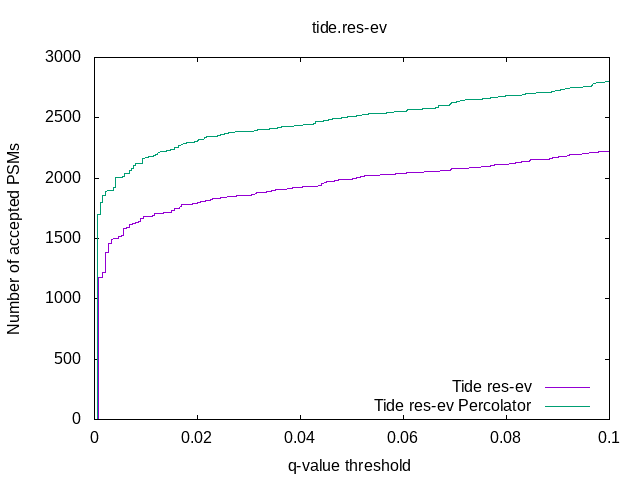 tide.res-ev
3000
2500
2000
1500
1000
500
0
Number of accepted PSMs
Tide res-ev
Tide res-ev Percolator
0 0.02 0.04 0.06 0.08 0.1
q-value threshold